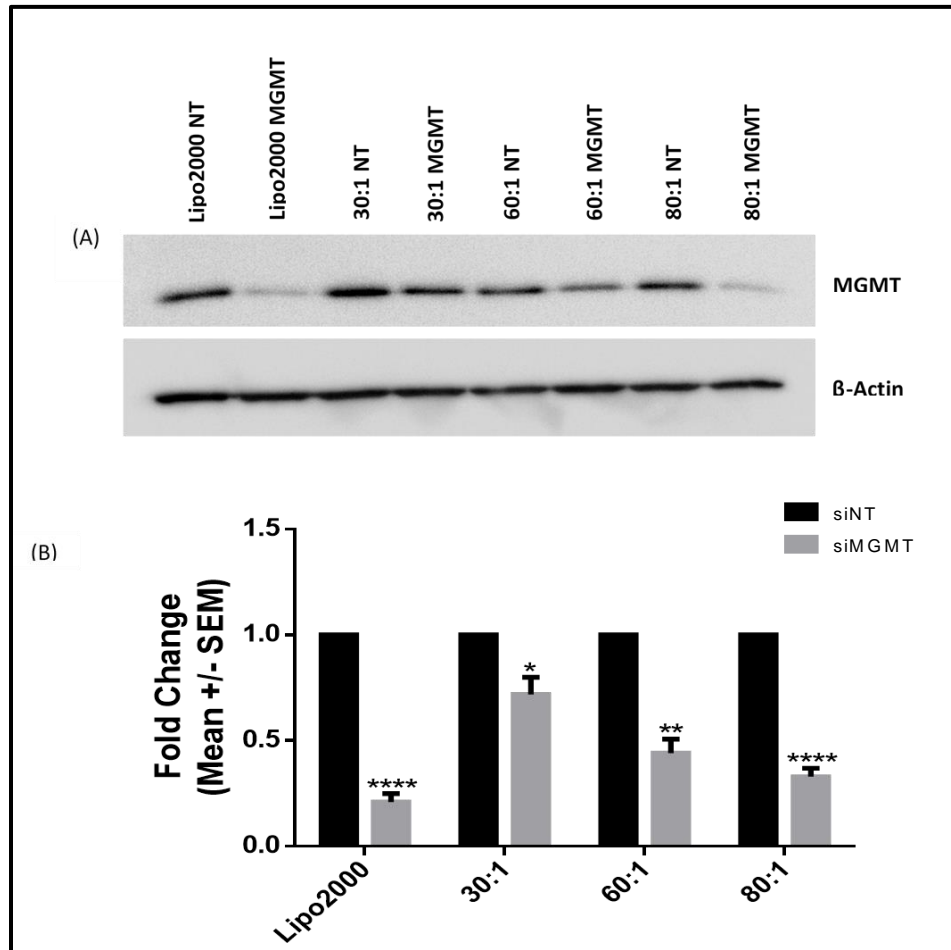 Lipo2000 NT
Lipo2000 MGMT
30:1 NT
30:1 MGMT
60:1 NT
60:1 MGMT
80:1 NT
80:1 MGMT
(A)
MGMT
ß-Actin
(B)
siNT
siMGMT
Fold Change
(Mean +/- SEM)
1.5
1.0
0.5
0.0
****
*
**
****
Lipo2000
30:1
60:1
80:1